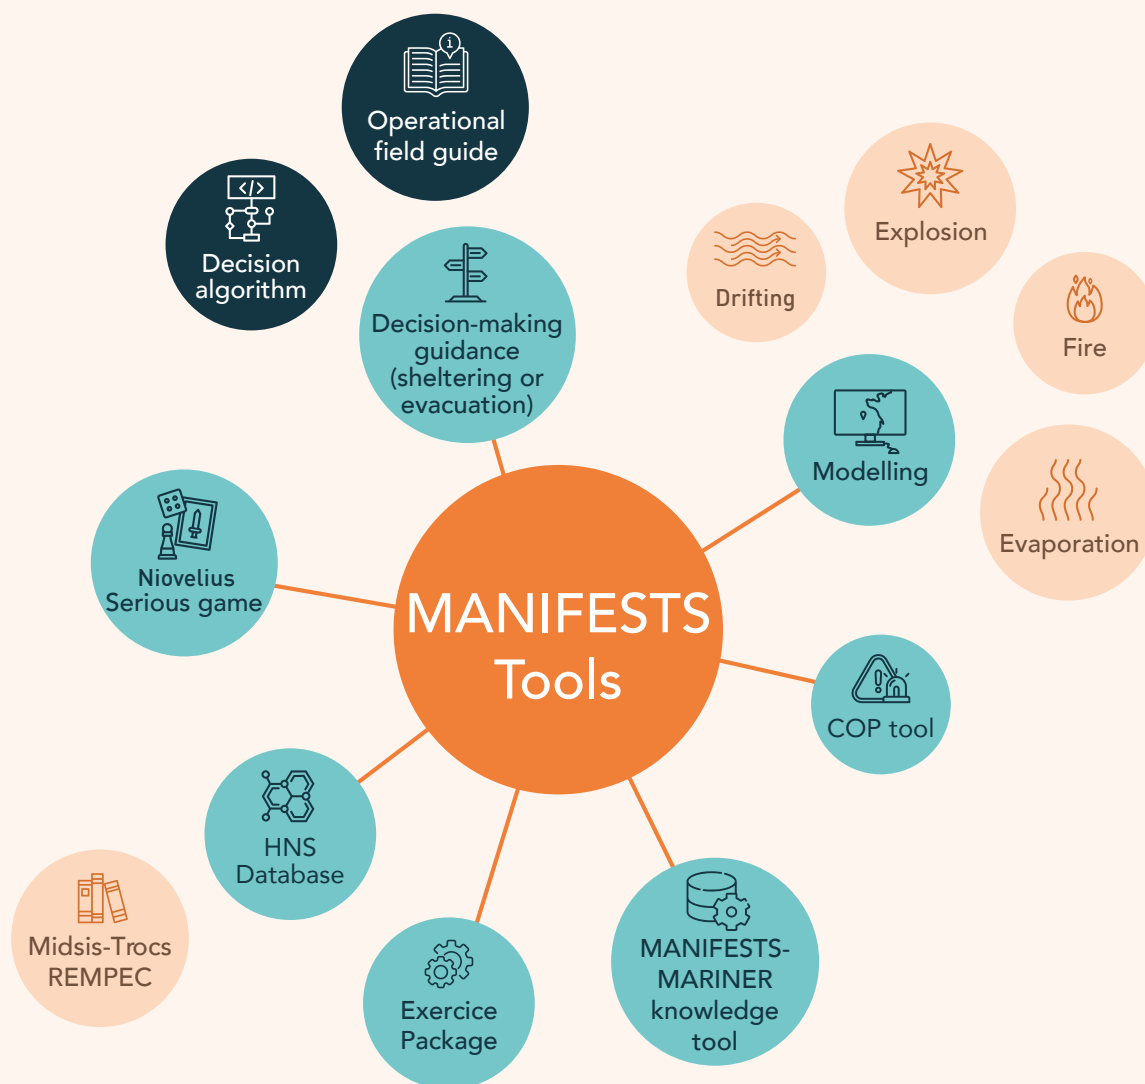 Operational
field guide
Decision
algorithm
Decision-making
guidance
(sheltering or
evacuation)
Drifting
Explosion
Fire
Modelling
Evaporation
Niovelius
Serious game
MANIFESTS
Tools
COP tool
HNS
Database
Midsis-Trocs
REMPEC
Exercice
Package
MANIFESTS-
MARINER
knowledge
tool